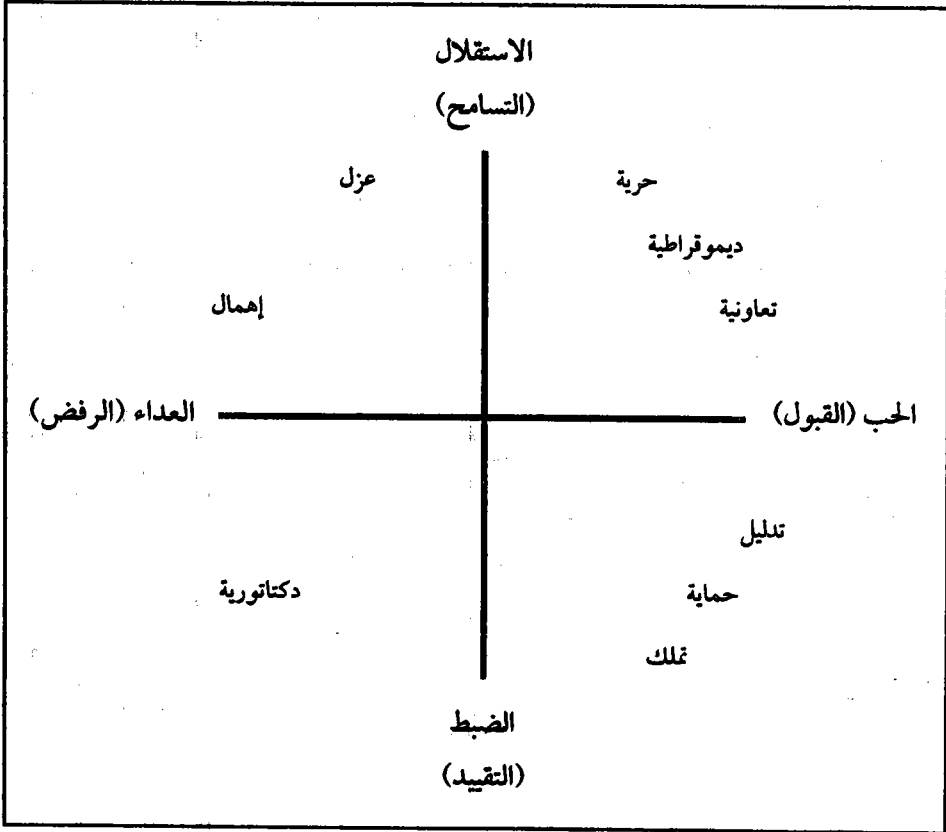 الاستقلال
(التسامح)
حرية
عزل
ديموقراطية
تعاونية
إهمال
الحب (القبول)
العداء (الرفض)
تدليل
حماية
دكتاتورية
تملك
الضبط
(التقييد)